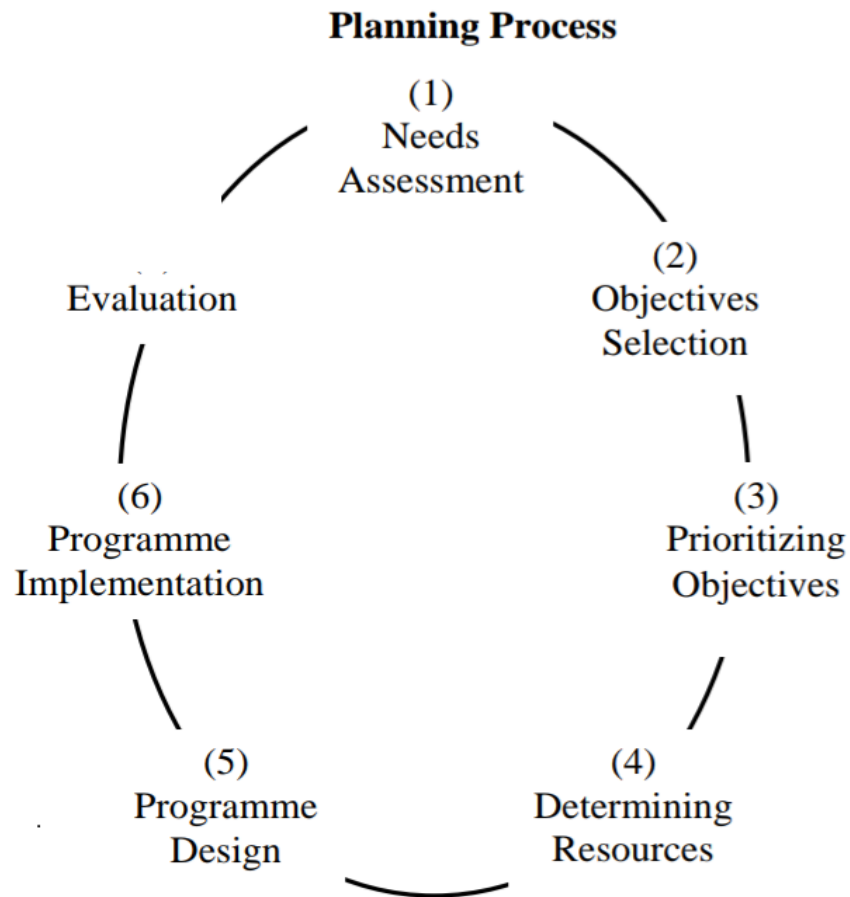 Planning Process
(1)
Needs
Assessment
(2)
Objectives
Selection
(3)
Prioritizing
Objectives
(4)
Determining
Resources
(5)
Programme
Design
(6)
Programme
Implementation
Evaluation